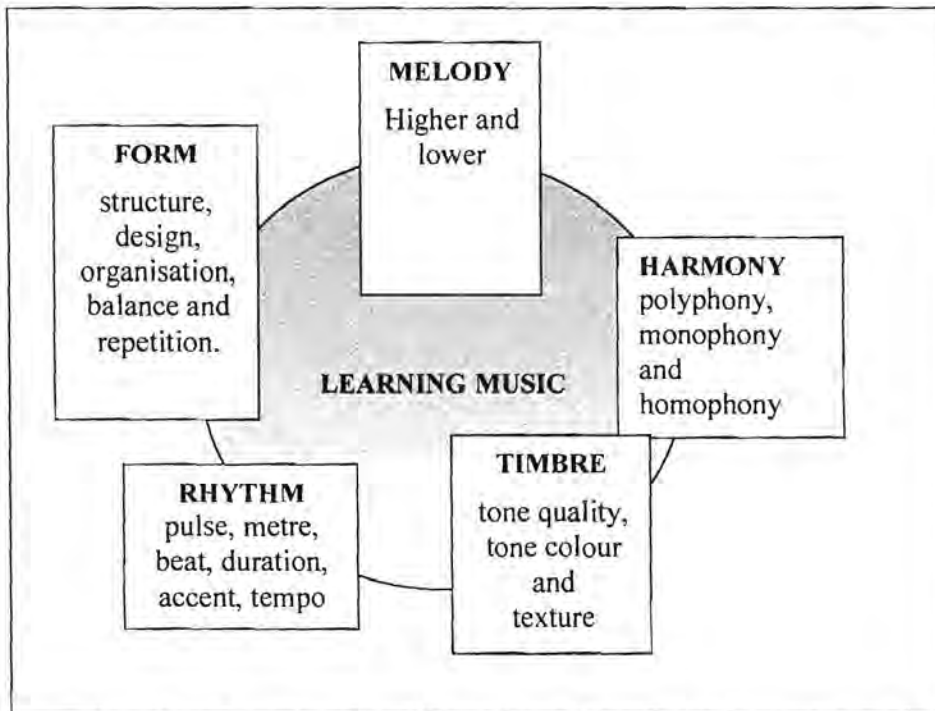 MELODY
Higher and
lower
FORM
structure,
design,
organisation,
balance and
repetition.
HARMONY
polyphony,
monophony
and
homophony
LEARNING MUSIC
TIMBRE
tone quality,
tone colour
and
texture
RHYTHM
pulse, metre,
beat, duration,
accent, tempo